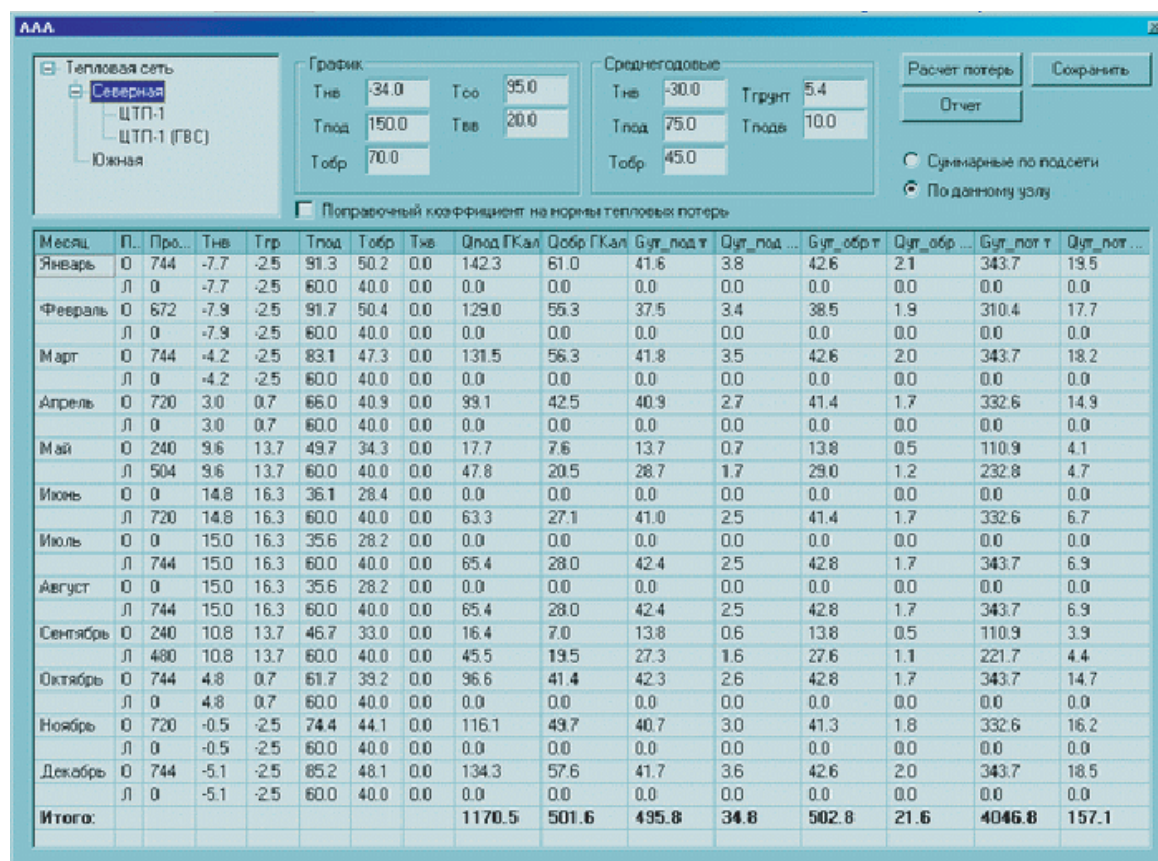 ААА
Тепловая сеть
Северная
ЦТП-1
ЦТП-1 (ГВС)
Южная
График
Tнв -34.0 Tсо 95.0
Tпод 150.0 Tвв 20.0
Tобр 70.0
Среднегодовые
Tнв -30.0 Tгрунт 5.4
Tпод 75.0 Tподв 10.0
Tобр 45.0
Расчет потерь Сохранить
Отчет
Суммарные по подсети
По данному узлу
Поправочный коэффициент на нормы тепловых потерь
Месяц П.. Про... Tнв Tгр Tпод Tобр Tхв Qпод ГКал Qобр ГКал Gут_под т Qут_под ... Gут_обр т Qут_обр ... Gут_пот т Qут_пот ...
Январь О 744 -7.7 -2.5 91.3 50.2 0.0 142.3 61.0 41.6 3.8 42.6 2.1 343.7 19.5
Л 0 -7.7 -2.5 60.0 40.0 0.0 0.0 0.0 0.0 0.0 0.0 0.0 0.0 0.0
Февраль О 672 -7.9 -2.5 91.7 50.4 0.0 129.0 55.3 37.5 3.4 38.5 1.9 310.4 17.7
Л 0 -7.9 -2.5 60.0 40.0 0.0 0.0 0.0 0.0 0.0 0.0 0.0 0.0 0.0
Март О 744 -4.2 -2.5 83.1 47.3 0.0 131.5 56.3 41.8 3.5 42.6 2.0 343.7 18.2
Л 0 -4.2 -2.5 60.0 40.0 0.0 0.0 0.0 0.0 0.0 0.0 0.0 0.0 0.0
Апрель О 720 3.0 0.7 66.0 40.9 0.0 99.1 42.5 40.9 2.7 41.4 1.7 332.6 14.9
Л 0 3.0 0.7 60.0 40.0 0.0 0.0 0.0 0.0 0.0 0.0 0.0 0.0 0.0
Май О 240 9.6 13.7 49.7 34.3 0.0 17.7 7.6 13.7 0.7 13.8 0.5 110.9 4.1
Л 504 9.6 13.7 60.0 40.0 0.0 47.8 20.5 28.7 1.7 29.0 1.2 232.8 4.7
Июнь О 0 14.8 16.3 36.1 28.4 0.0 0.0 0.0 0.0 0.0 0.0 0.0 0.0 0.0
Л 720 14.8 16.3 60.0 40.0 0.0 63.3 27.1 41.0 2.5 41.4 1.7 332.6 6.7
Июль О 0 15.0 16.3 35.6 28.2 0.0 0.0 0.0 0.0 0.0 0.0 0.0 0.0 0.0
Л 744 15.0 16.3 60.0 40.0 0.0 65.4 28.0 42.4 2.5 42.8 1.7 343.7 6.9
Август О 0 15.0 16.3 35.6 28.2 0.0 0.0 0.0 0.0 0.0 0.0 0.0 0.0 0.0
Л 744 15.0 16.3 60.0 40.0 0.0 65.4 28.0 42.4 2.5 42.8 1.7 343.7 6.9
Сентябрь О 240 10.8 13.7 46.7 33.0 0.0 16.4 7.0 13.8 0.6 13.8 0.5 110.9 3.9
Л 480 10.8 13.7 60.0 40.0 0.0 45.5 19.5 27.3 1.6 27.6 1.1 221.7 4.4
Октябрь О 744 4.8 0.7 61.7 39.2 0.0 96.6 41.4 42.3 2.6 42.8 1.7 343.7 14.7
Л 0 4.8 0.7 60.0 40.0 0.0 0.0 0.0 0.0 0.0 0.0 0.0 0.0 0.0
Ноябрь О 720 -0.5 -2.5 74.4 44.1 0.0 116.1 49.7 40.7 3.0 41.3 1.8 332.6 16.2
Л 0 -0.5 -2.5 60.0 40.0 0.0 0.0 0.0 0.0 0.0 0.0 0.0 0.0 0.0
Декабрь О 744 -5.1 -2.5 85.2 48.1 0.0 134.3 57.6 41.7 3.6 42.6 2.0 343.7 18.5
Л 0 -5.1 -2.5 60.0 40.0 0.0 0.0 0.0 0.0 0.0 0.0 0.0 0.0 0.0
Итого: 1170.5 501.6 495.8 34.8 502.8 21.6 4046.8 157.1